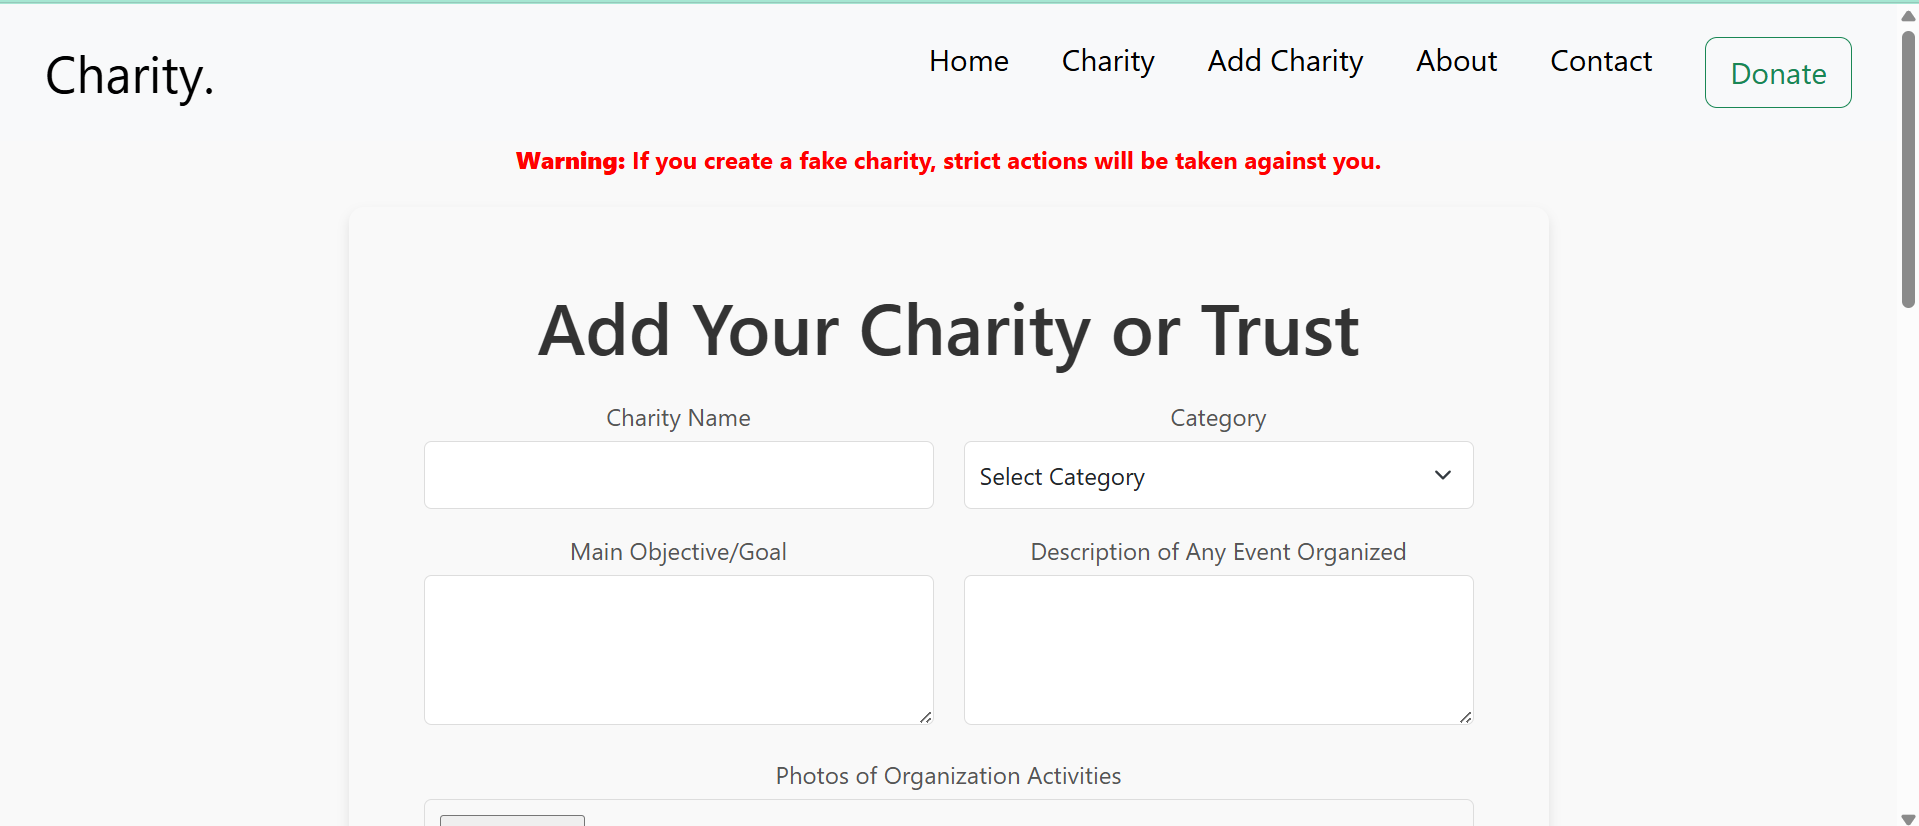 Charity.
Home Charity Add Charity About Contact Donate
Warning: If you create a fake charity, strict actions will be taken against you.
Add Your Charity or Trust
Charity Name Category
Select Category
Main Objective/Goal Description of Any Event Organized
Photos of Organization Activities